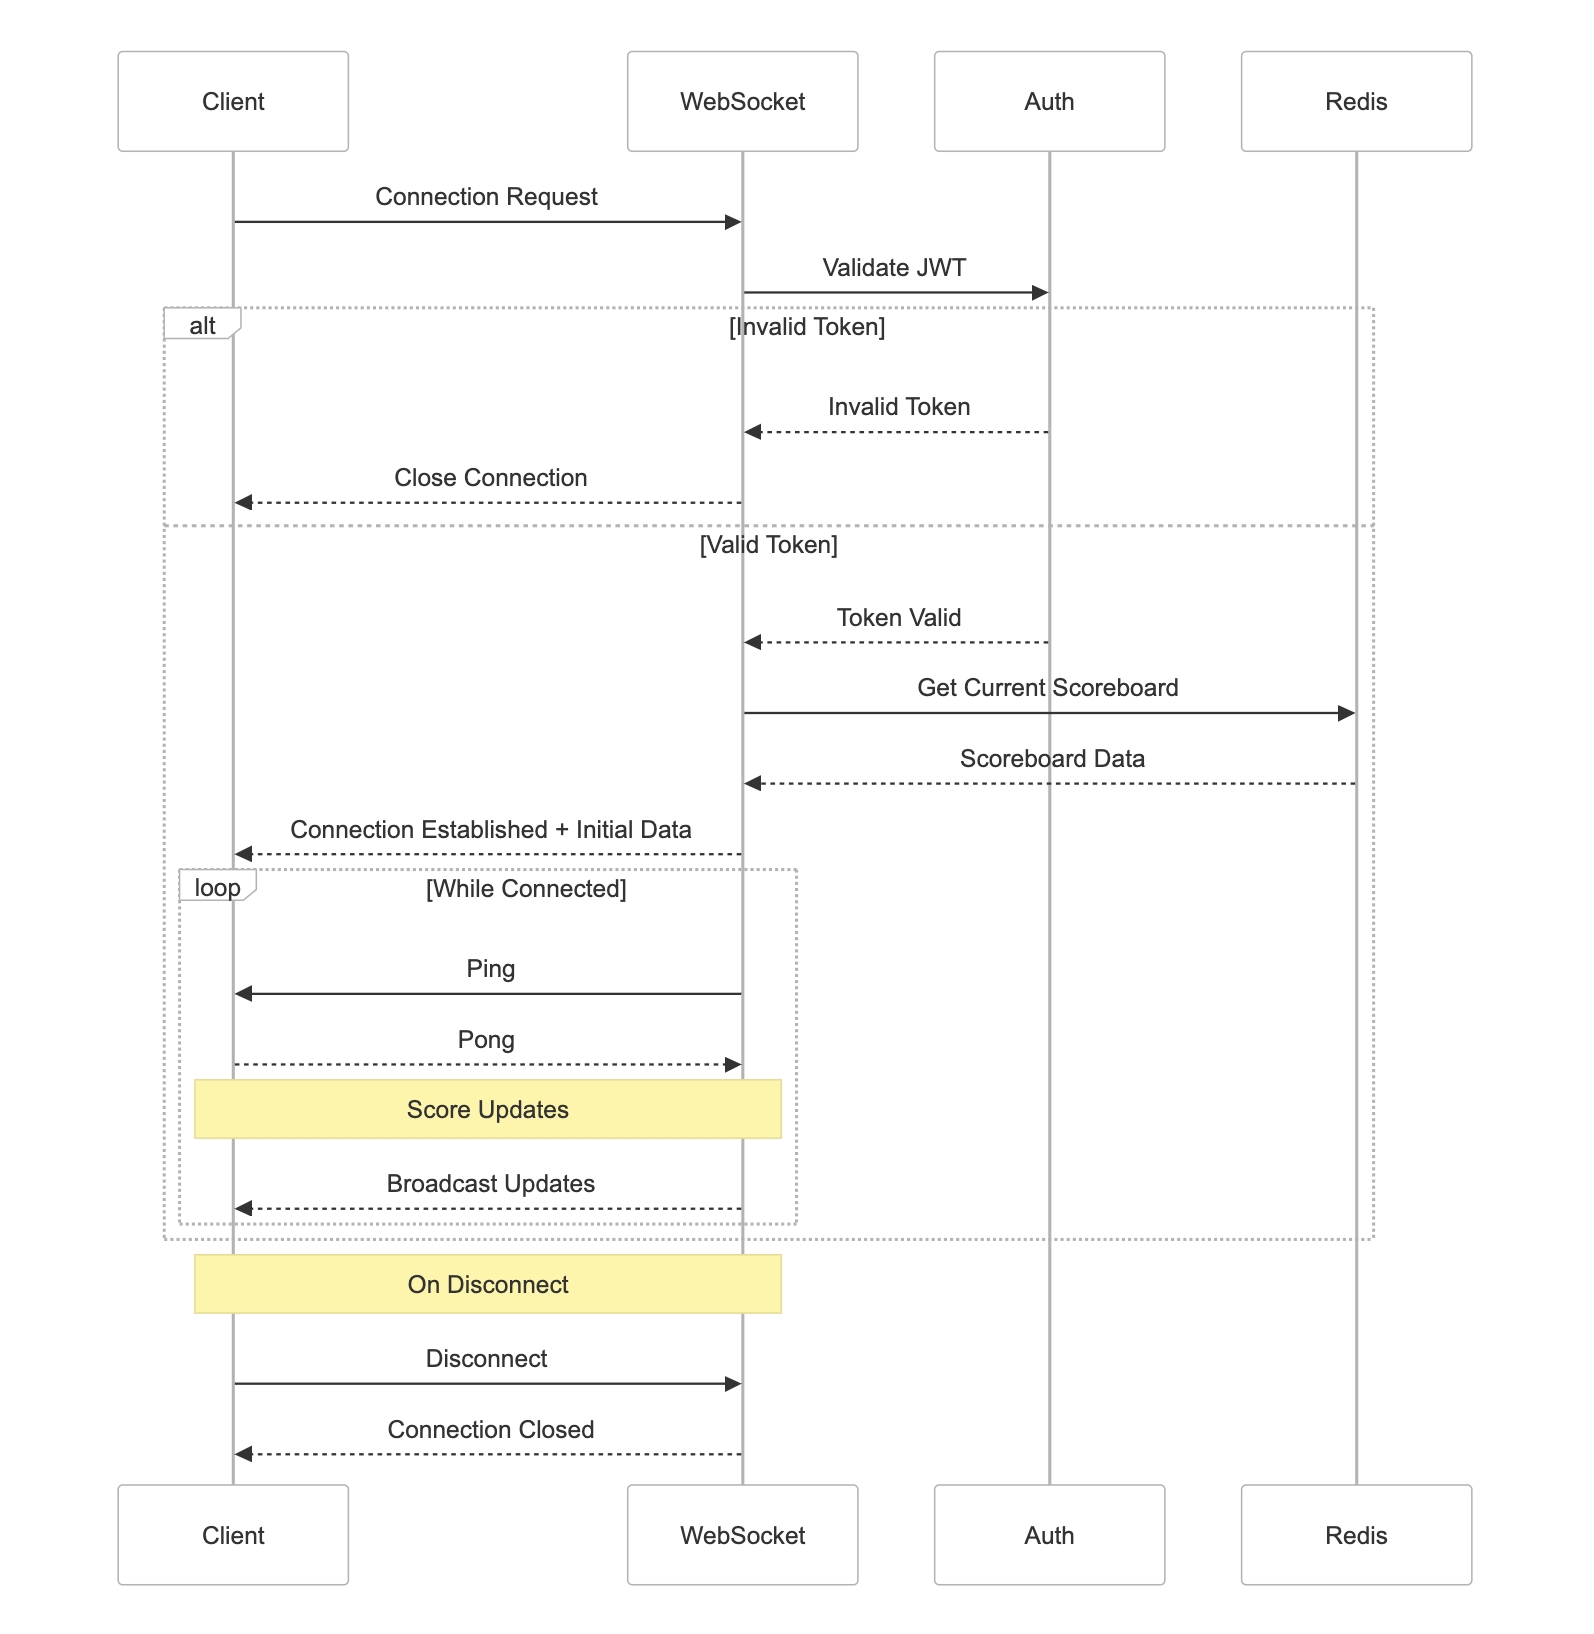 Client
WebSocket
Auth
Redis
Connection Request
Validate JWT
alt
[Invalid Token]
Invalid Token
Close Connection
[Valid Token]
Token Valid
Get Current Scoreboard
Scoreboard Data
Connection Established + Initial Data
loop
[While Connected]
Ping
Pong
Score Updates
Broadcast Updates
On Disconnect
Disconnect
Connection Closed
Client
WebSocket
Auth
Redis